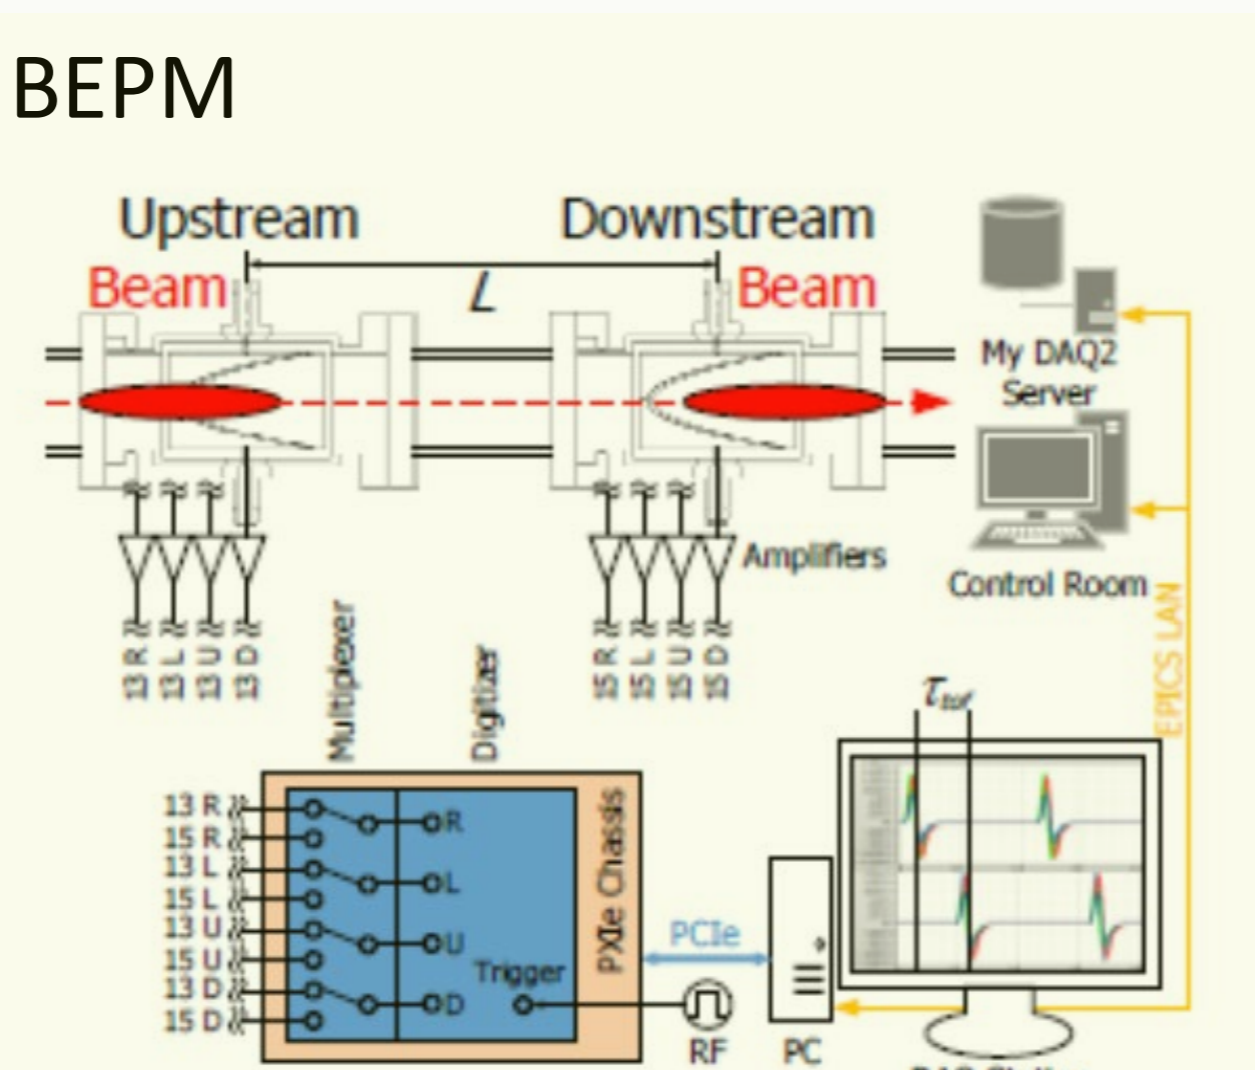 BEPM
Upstream
Downstream
Beam
L
Beam
My DAQ2
Server
Amplifiers
Control Room
EPICS LAN
13 R
13 L
13 U
13 D
15 R
15 L
15 U
15 D
Multiplexer
Digitizer
τtof
13 R
15 R
13 L
15 L
13 U
15 U
13 D
15 D
R
L
U
D
Trigger
PXIe Chassis
PCIe
RF
PC